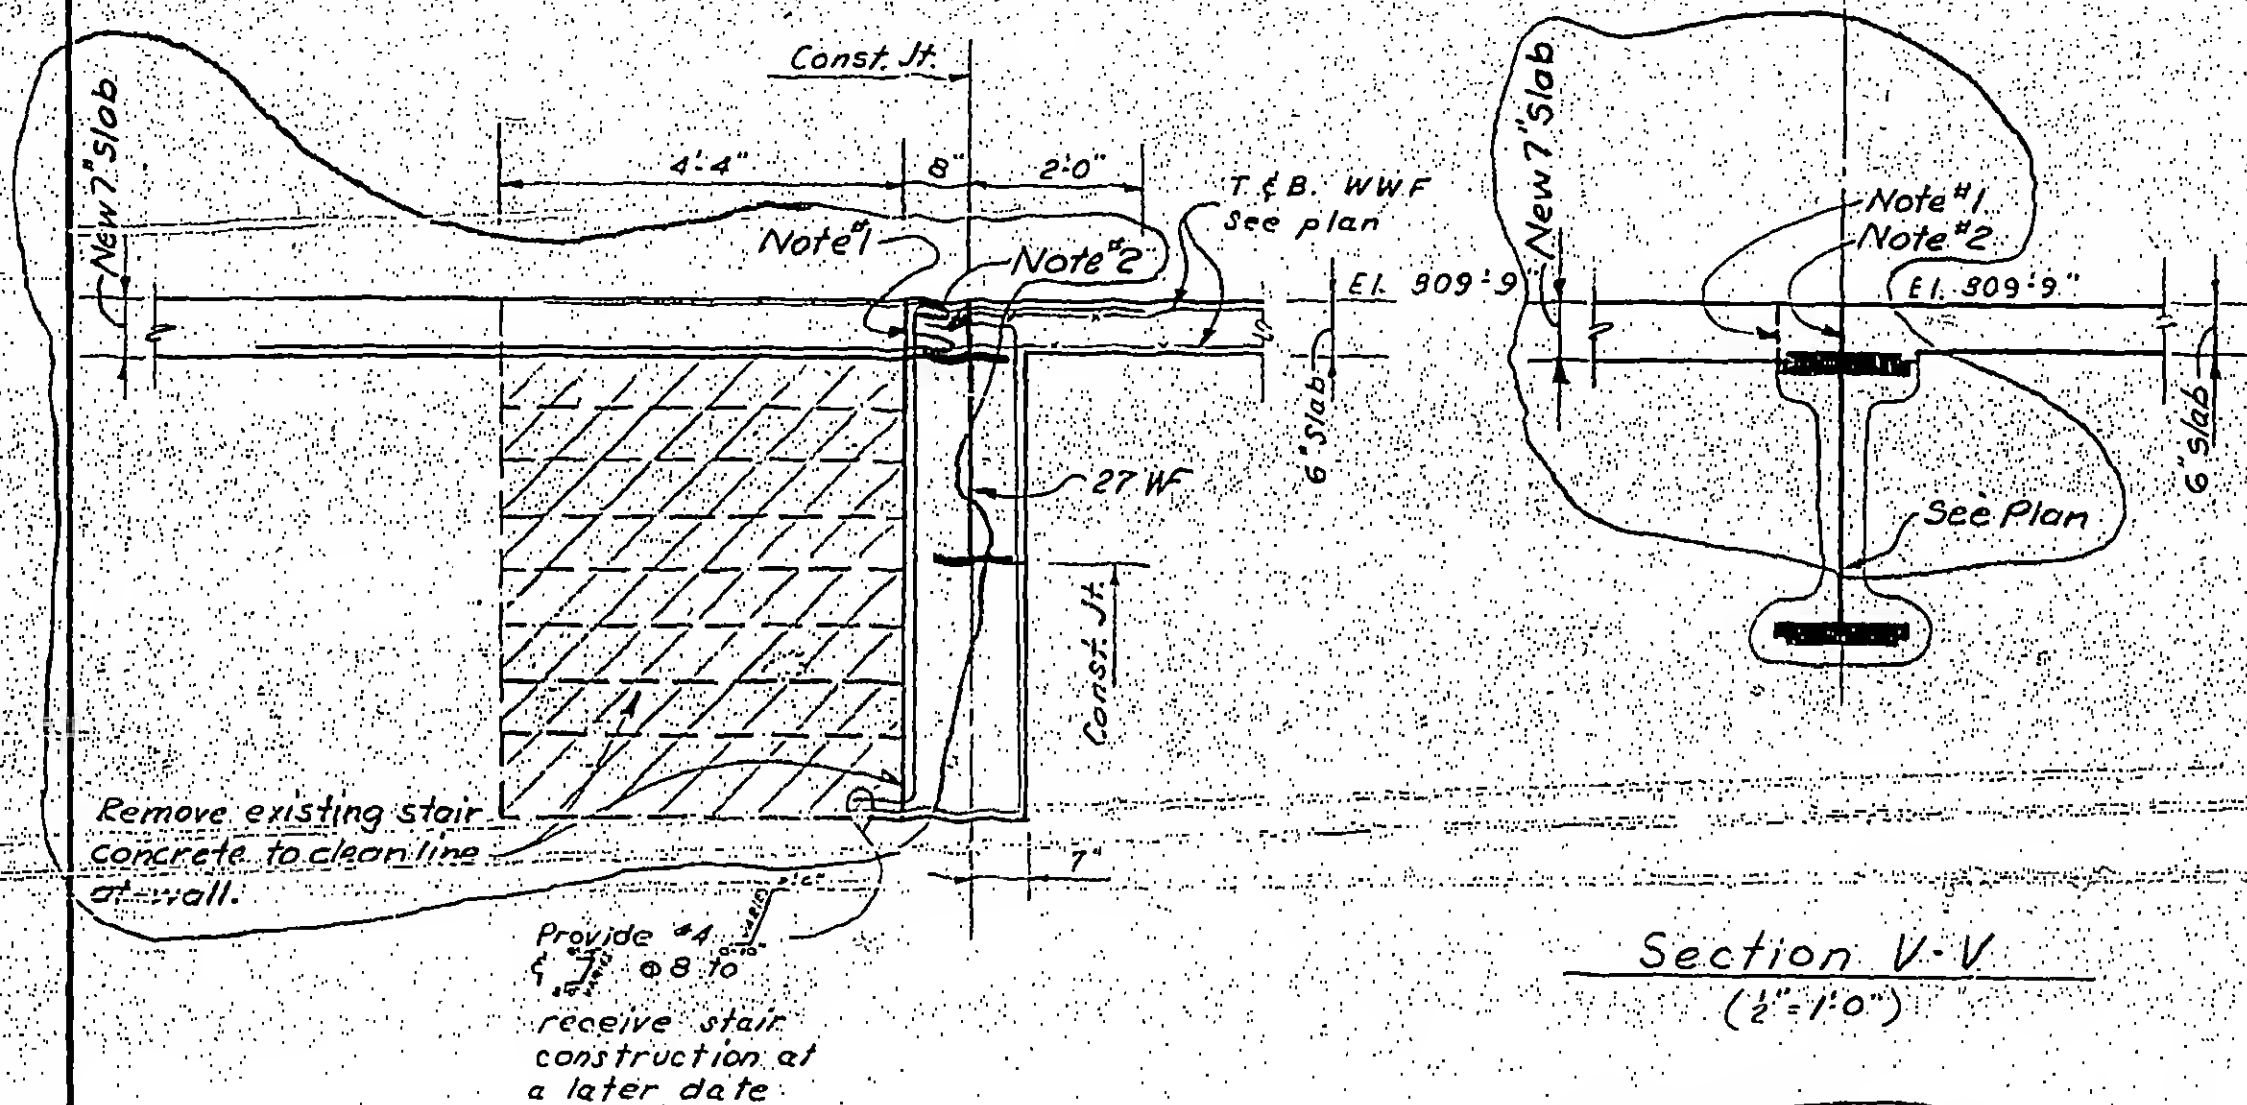 Const. Jt.
New 7" Slab
4'-4"
8"
2'-0"
T. & B. WWF
See plan
Note #1
Note #2
El. 309'-9"
6" Slab
27 WF
Const. Jt.
Remove existing stair
concrete to clean line
at wall.
7"
Provide #4
& @ 8 to
receive stair
construction at
a later date
New 7" Slab
Note #1
Note #2
El. 309'-9"
6" Slab
See Plan
Section V-V
(½"=1'-0")